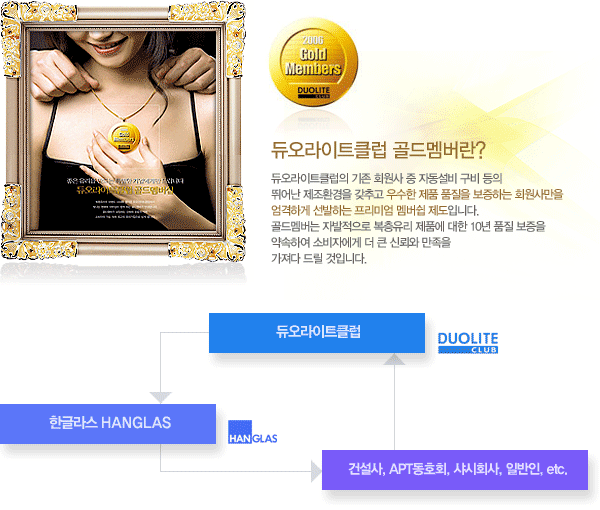 2006
Gold
Members
DUOLITE
CLUB
Gold
Members
듀오라이트클럽 골드멤버십
듀오라이트클럽 골드멤버란?
듀오라이트클럽의 기존 회원사 중 자동설비 구비 등의
뛰어난 제조환경을 갖추고 우수한 제품 품질을 보증하는 회원사만을
엄격하게 선발하는 프리미엄 멤버쉽 제도입니다.
골드멤버는 자발적으로 복층유리 제품에 대한 10년 품질 보증을
약속하여 소비자에게 더 큰 신뢰와 만족을
가져다 드릴 것입니다.
듀오라이트클럽
DUOLITE
CLUB
한글라스 HANGLAS
HANGLAS
건설사, APT동호회, 샤시회사, 일반인, etc.